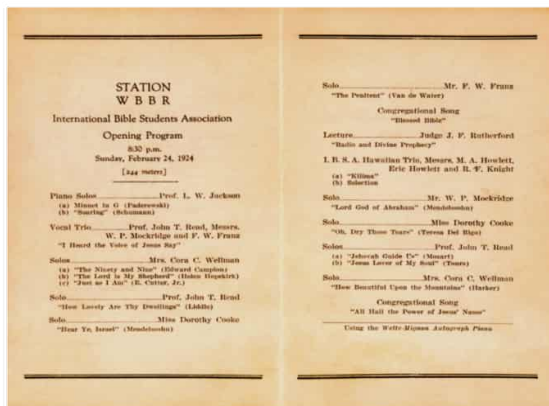 STATION
W B B R
International Bible Students Association
Opening Program
8:30 p.m.
Sunday, February 24, 1924
[244 meters]
Piano Solos Prof. L. W. Jackson
(a) Minuet in G (Paderewski)
(b) "Soaring" (Schumann)
Vocal Trio Prof. John T. Read, Messrs.
W. P. Mockridge and F. W. Franz
"I Heard the Voice of Jesus Say"
Solos Mrs. Cora C. Wellman
(a) "The Ninety and Nine" (Edward Campion)
(b) "The Lord is My Shepherd" (Helen Hopekirk)
(c) "Just as I Am" (R. Cutter, Jr.)
Solo Prof. John T. Read
"How Lovely Are Thy Dwellings" (Liddle)
Solo Miss Dorothy Cooke
"Hear Ye, Israel" (Mendelssohn)
Solo Mr. F. W. Franz
"The Penitent" (Van de Water)
Congregational Song
"Blessed Bible"
Lecture Judge J. F. Rutherford
"Radio and Divine Prophecy"
I. B. S. A. Hawaiian Trio, Messrs. M. A. Howlett,
Eric Howlett and R. F. Knight
(a) "Kilima"
(b) Selection
Solo Mr. W. P. Mockridge
"Lord God of Abraham" (Mendelssohn)
Solo Miss Dorothy Cooke
"Oh, Dry Those Tears" (Teresa Del Riego)
Solos Prof. John T. Read
(a) "Jehovah Guide Us" (Mozart)
(b) "Jesus Lover of My Soul" (Tours)
Solo Mrs. Cora C. Wellman
"How Beautiful Upon the Mountains" (Harker)
Congregational Song
"All Hail the Power of Jesus' Name"
Using the Welte-Mignon Autograph Piano